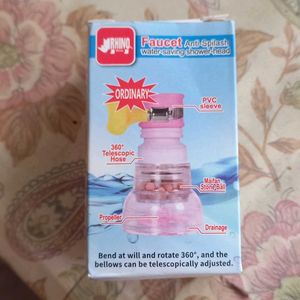 RHINO
Faucet Anti-Splash
water-saving shower-head
ORDINARY
PVC
sleeve
360°
Telescopic
Hose
Maifan
Stone Ball
Propeller
Drainage
Bend at will and rotate 360°, and the
bellows can be telescopically adjusted.